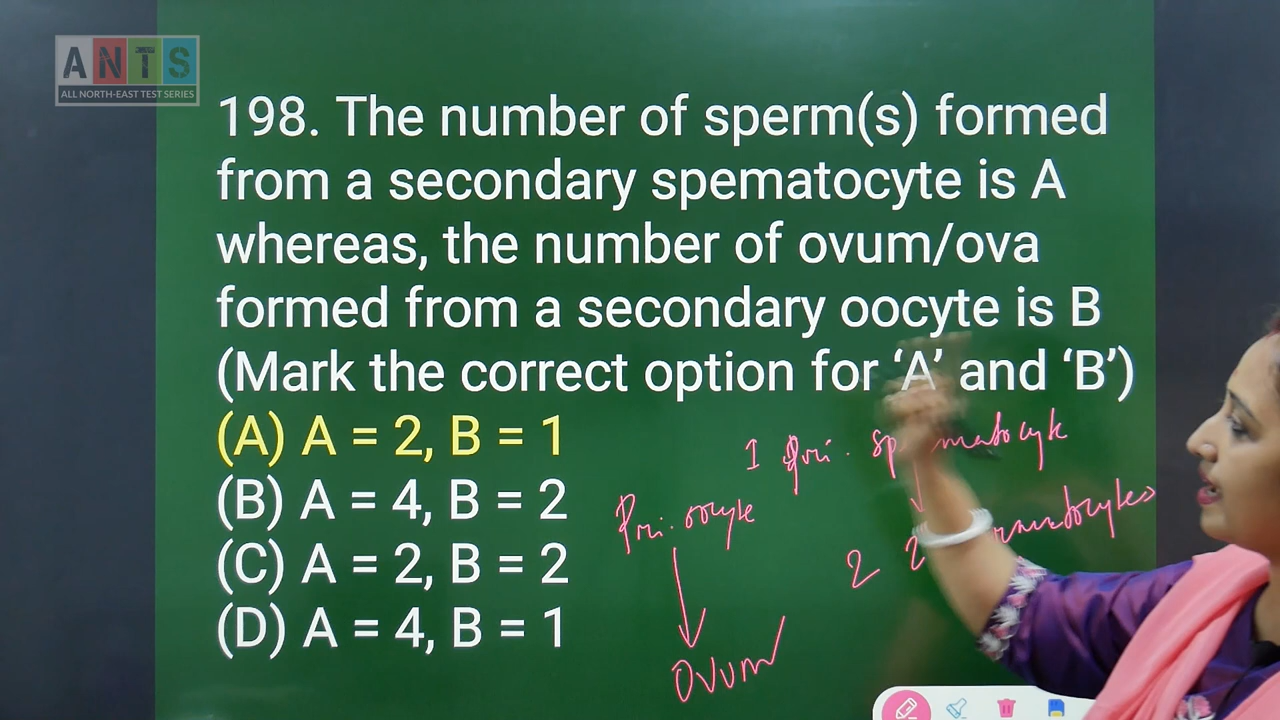 ANTS
ALL NORTH-EAST TEST SERIES
198. The number of sperm(s) formed
from a secondary spematocyte is A
whereas, the number of ovum/ova
formed from a secondary oocyte is B
(Mark the correct option for ‘A’ and ‘B’)
(A) A = 2, B = 1
(B) A = 4, B = 2
(C) A = 2, B = 2
(D) A = 4, B = 1
1 pri. spermatocyte
Pri. oocyte
2 2
Ovum